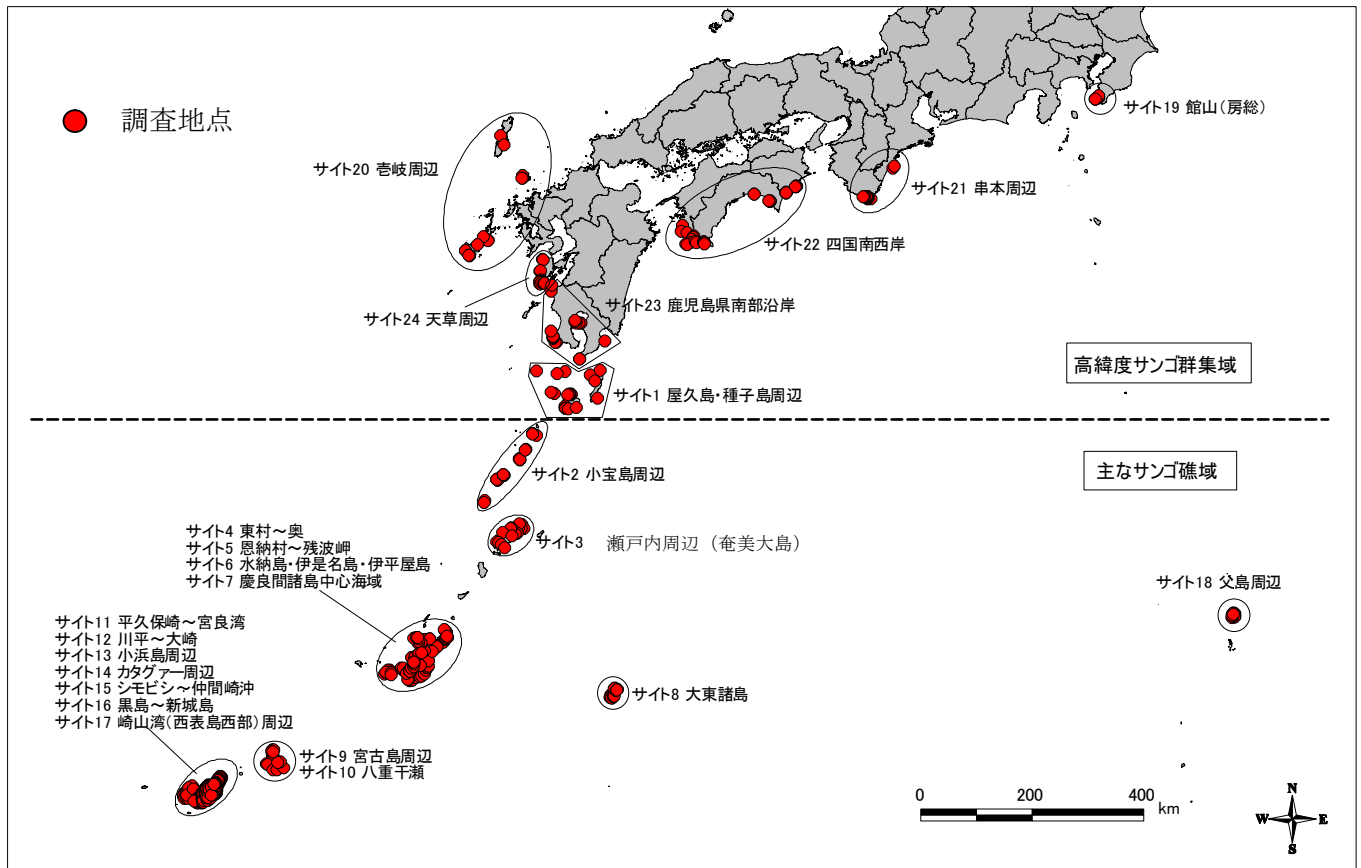 調査地点
サイト19 館山(房総)
サイト20 壱岐周辺
サイト21 串本周辺
サイト22 四国南西岸
サイト23 鹿児島県南部沿岸
サイト24 天草周辺
高緯度サンゴ群集域
サイト1 屋久島・種子島周辺
主なサンゴ礁域
サイト2 小宝島周辺
サイト3 瀬戸内周辺(奄美大島)
サイト4 東村~奥
サイト5 恩納村~残波岬
サイト6 水納島・伊是名島・伊平屋島
サイト7 慶良間諸島中心海域
サイト18 父島周辺
サイト11 平久保崎~宮良湾
サイト12 川平~大崎
サイト13 小浜島周辺
サイト14 カタグァー周辺
サイト15 シモビシ~仲間崎沖
サイト16 黒島~新城島
サイト17 崎山湾(西表島西部)周辺
サイト8 大東諸島
サイト9 宮古島周辺
サイト10 八重干瀬
0 200 400
km
N
W E
S